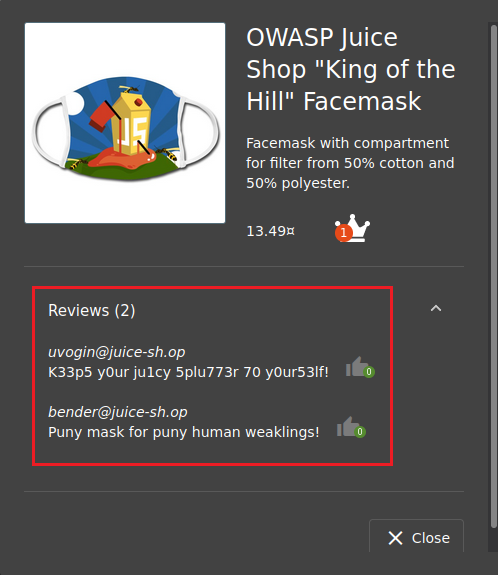 OWASP Juice
Shop "King of the
Hill" Facemask
Facemask with compartment
for filter from 50% cotton and
50% polyester.
13.49¤
1
JS
Reviews (2)
uvogin@juice-sh.op
K33p5 y0ur ju1cy 5plu773r 70 y0ur53lf!
0
bender@juice-sh.op
Puny mask for puny human weaklings!
0
Close